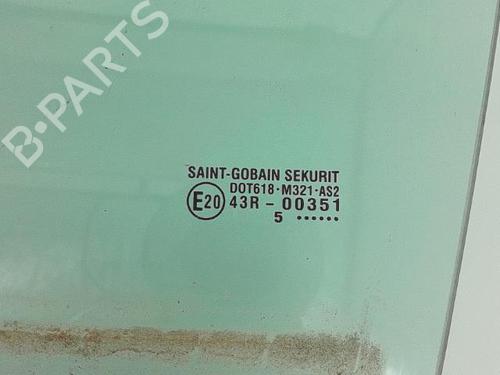 B-PARTS
SAINT-GOBAIN SEKURIT
DOT618·M321·AS2
E20 43R-00351
5 ······